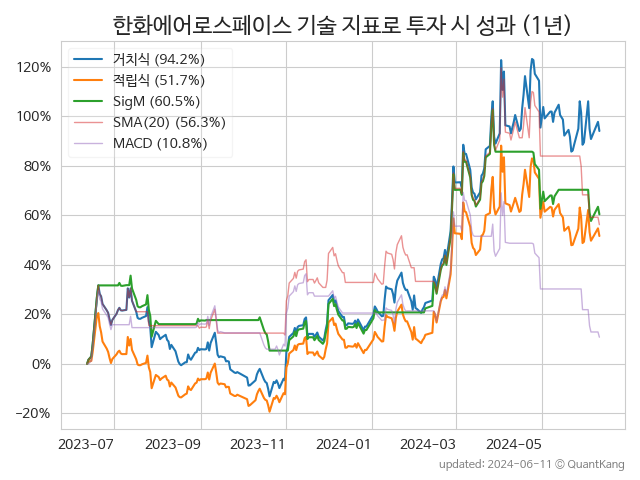 한화에어로스페이스 기술 지표로 투자 시 성과 (1년)
거치식 (94.2%)
적립식 (51.7%)
SigM (60.5%)
SMA(20) (56.3%)
MACD (10.8%)
120%
100%
80%
60%
40%
20%
0%
−20%
2023-07 2023-09 2023-11 2024-01 2024-03 2024-05
updated: 2024-06-11 © QuantKang